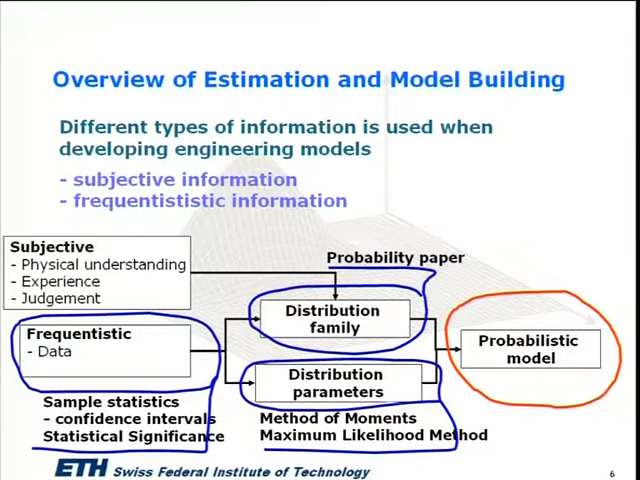 Overview of Estimation and Model Building
Different types of information is used when
developing engineering models
- subjective information
- frequentististic information
Subjective
- Physical understanding
- Experience
- Judgement
Probability paper
Distribution
family
Frequentistic
- Data
Probabilistic
model
Distribution
parameters
Sample statistics
– confidence intervals
Statistical Significance
Method of Moments
Maximum Likelihood Method
ETH Swiss Federal Institute of Technology
6